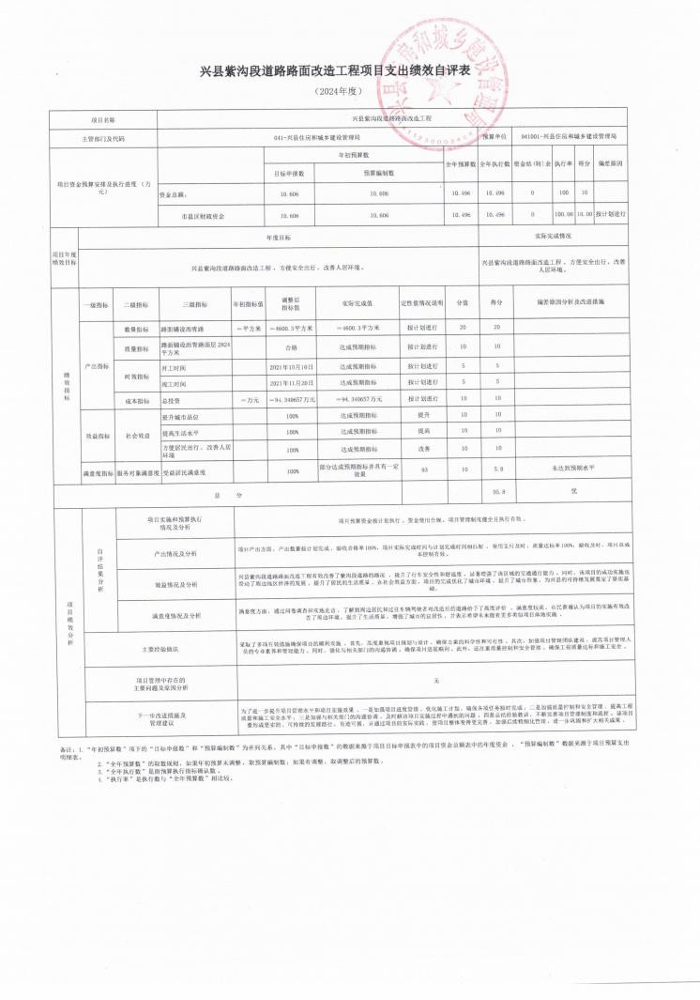 兴县紫沟段道路路面改造工程项目支出绩效自评表
（2024年度）
项目名称 兴县紫沟段道路路面改造工程
主管部门及代码 041-兴县住房和城乡建设管理局 预算单位 041001-兴县住房和城乡建设管理局
项目资金预算安排及执行进度（万元） 年初预算数 全年预算数 全年执行数 资金结(转)余 执行率 得分 偏差原因
目标申报数 预算编制数
资金总额： 10.606 10.606 10.496 10.496 0 100 10
市县区财政资金 10.606 10.606 10.496 10.496 0 100.00 10.00 按计划进行
项目年度绩效目标 年度目标 实际完成情况
兴县紫沟段道路路面改造工程，方便安全出行，改善人居环境。 兴县紫沟段道路路面改造工程，方便安全出行，改善人居环境。
绩效指标 一级指标 二级指标 三级指标 年初指标值 调整后指标值 实际完成值 定性值情况说明 分值 得分 偏差原因分析及改进措施
产出指标 数量指标 路面铺设沥青路 =平方米 =4600.3平方米 =4600.3平方米 按计划进行 20 20
质量指标 路面铺设沥青路面层2824平方米 合格 达成预期指标 按计划进行 10 10
时效指标 开工时间 2021年10月16日 达成预期指标 按计划进行 5 5
竣工时间 2021年11月20日 达成预期指标 按计划进行 5 5
成本指标 总投资 =万元 =94.340657万元 =94.340657万元 按计划进行 10 10
效益指标 社会效益 提升城市品位 100% 达成预期指标 提升 10 10
提高生活水平 100% 达成预期指标 提高 10 10
方便居民出行，改善人居环境 100% 达成预期指标 改善 10 10
满意度指标 服务对象满意度 受益居民满意度 100% 部分达成预期指标并具有一定效果 93 10 5.8 未达到预期水平
总 分 95.8 优
项目绩效分析 自评结果分析 项目实施和预算执行情况及分析 项目预算资金按计划执行，资金使用合规，项目管理制度健全且执行有效。
产出情况及分析 项目产出方面，产出数量按计划完成，验收合格率100%，项目实际完成时间与计划完成时间相匹配，费用支付及时，质量达标率100%，验收及时，项目总成本控制有效。
效益情况及分析 兴县紫沟段道路路面改造工程有效改善了紫沟段道路的路况，提升了行车安全性和舒适度，显著增强了该区域的交通通行能力。同时，该项目的成功实施也带动了周边地区经济的发展，提升了居民的生活质量。在社会效益方面，项目的完成优化了城市环境，提升了城市形象，为兴县的可持续发展奠定了坚实基础。
满意度情况及分析 满意度方面，通过问卷调查和实地走访，了解到周边居民和过往车辆驾驶者对改造后的道路给予了高度评价，满意度较高。市民普遍认为项目的实施有效改善了周边环境，提升了生活质量，增强了城市的宜居性，并表示希望未来能有更多类似项目落地实施。
主要经验做法 采取了多项有效措施确保项目的顺利实施。首先，高度重视项目规划与设计，确保方案的科学性和可行性。其次，加强项目管理团队建设，提高项目管理人员的专业素养和管理能力。同时，强化与相关部门的沟通协调，确保项目进展顺利。此外，还注重质量控制和安全管理，确保工程质量达标和施工安全。
项目管理中存在的主要问题及原因分析 无
下一步改进措施及管理建议 为了进一步提升项目管理水平和项目实施效果，一是加强项目进度管理，优化施工计划，确保各项任务按时完成；二是加强质量控制和安全管理，提高工程质量和施工安全水平；三是加强与相关部门的沟通协调，及时解决项目实施过程中遇到的问题；四是总结经验教训，不断完善项目管理制度和流程。
备注：1.“年初预算数”项下的“目标申报数”和“预算编制数”为并列关系，其中“目标申报数”的数据来源于项目目标申报表中的项目资金总额表中的年度资金，“预算编制数”数据来源于项目预算支出
明细表。
2.“全年预算数”的取数规则：如果年初预算未调整，取预算编制数；如果有调整，取调整后的预算数。
3.“全年执行数”是指预算执行指标确认数。
4.“执行率”是执行数与“全年预算数”相比较。